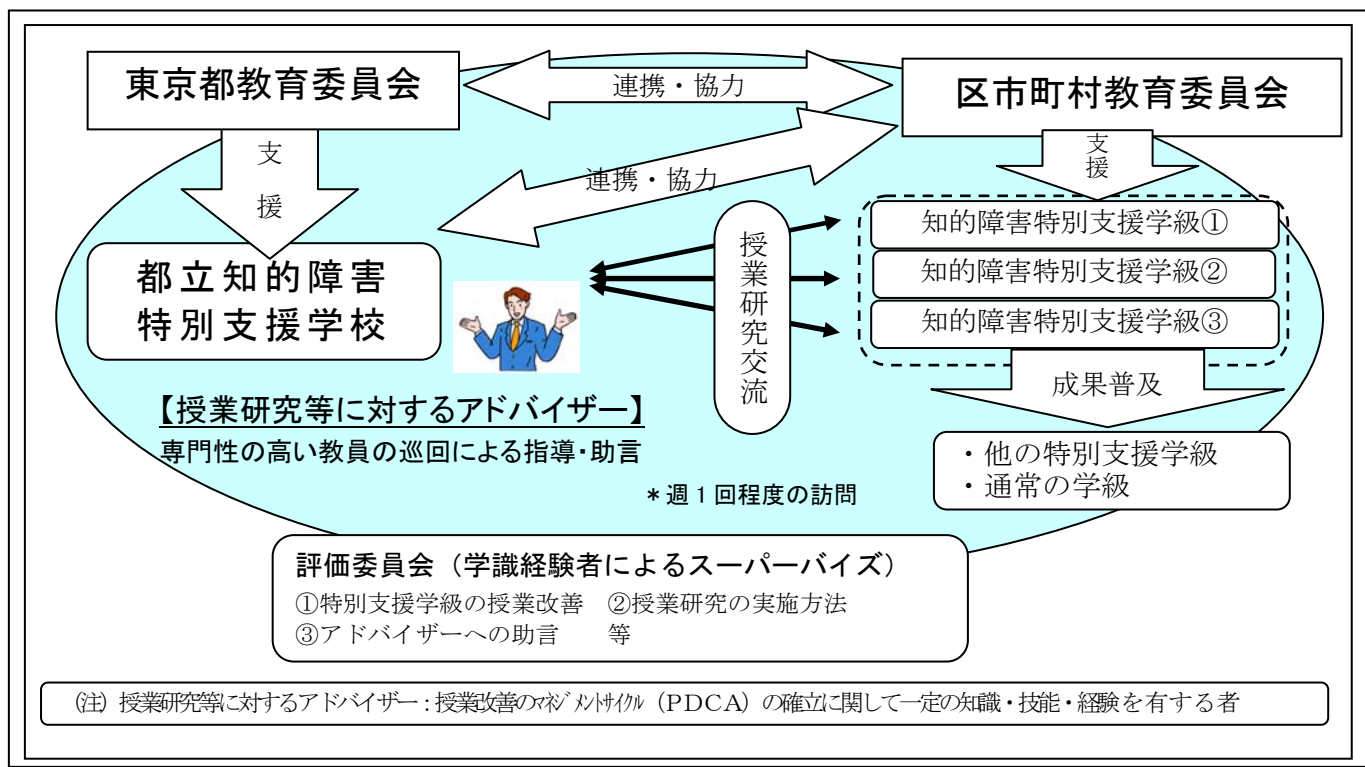 東京都教育委員会
連携・協力
区市町村教育委員会
支援
連携・協力
支援
都立知的障害
特別支援学校
授業研究交流
知的障害特別支援学級①
知的障害特別支援学級②
知的障害特別支援学級③
成果普及
【授業研究等に対するアドバイザー】
専門性の高い教員の巡回による指導・助言
*週1回程度の訪問
・他の特別支援学級
・通常の学級
評価委員会（学識経験者によるスーパーバイズ）
①特別支援学級の授業改善 ②授業研究の実施方法
③アドバイザーへの助言 等
(注) 授業研究等に対するアドバイザー：授業改善のマネジメントサイクル（PDCA）の確立に関して一定の知識・技能・経験を有する者